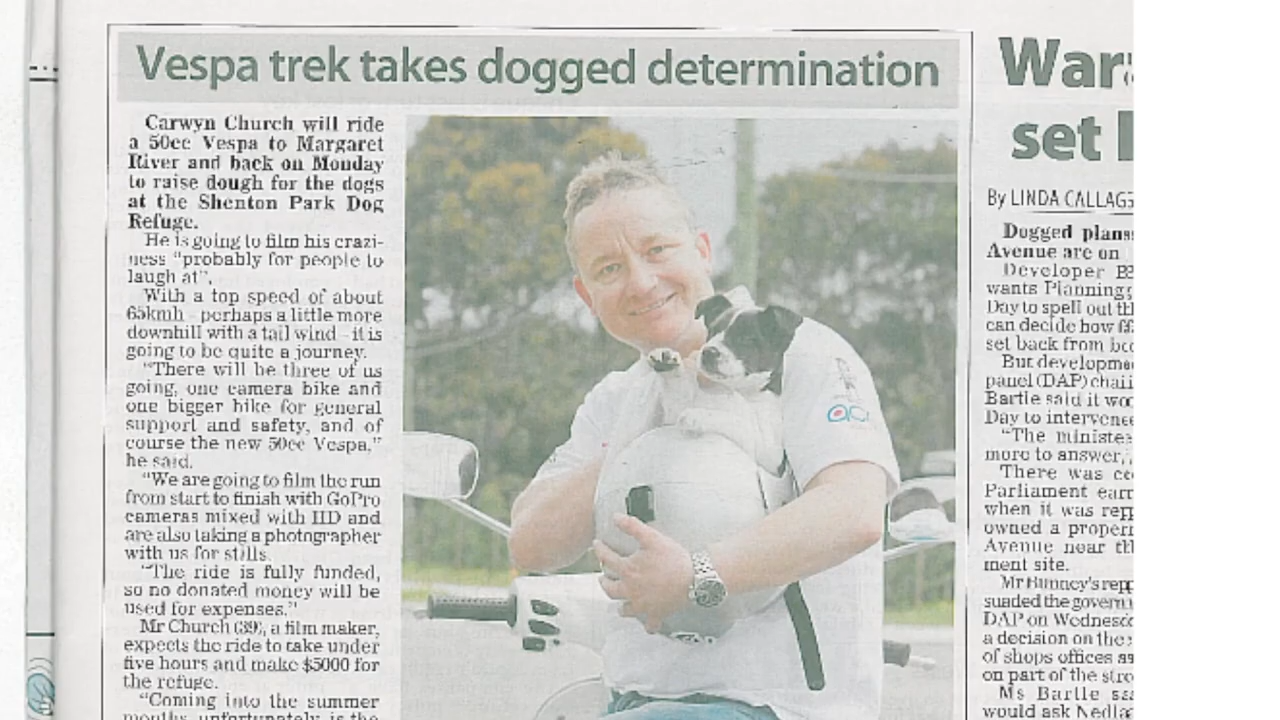 Vespa trek takes dogged determination
Carwyn Church will ride
a 50cc Vespa to Margaret
River and back on Monday
to raise dough for the dogs
at the Shenton Park Dog
Refuge.
He is going to film his crazi-
ness "probably for people to
laugh at".
With a top speed of about
65kmh - perhaps a little more
downhill with a tail wind - it is
going to be quite a journey.
"There will be three of us
going, one camera bike and
one bigger bike for general
support and safety, and of
course the new 50cc Vespa,"
he said.
"We are going to film the run
from start to finish with GoPro
cameras mixed with HD and
are also taking a photographer
with us for stills.
"The ride is fully funded,
so no donated money will be
used for expenses."
Mr Church (39), a film maker,
expects the ride to take under
five hours and make $5000 for
the refuge.
"Coming into the summer
months, unfortunately, is the
set
By LINDA
Dogged plans
Avenue are on
Developer
wants Planning
Day to spell out
can decide how
set back from
But
panel (DAP)
Bartle said it
Day to intervene
"The
more to answer,
There was
Parliament
when it was
owned a
Avenue near
ment site.
Mr Bunney's
suaded the
DAP on
a decision on the
of shops offices
on part of the
Ms Bartle
would ask